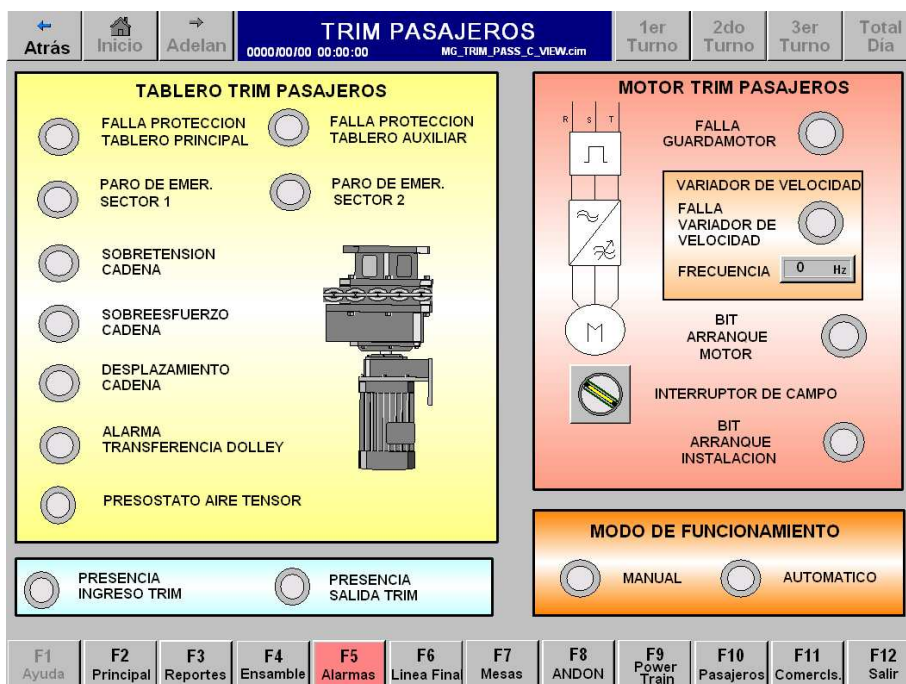 Atrás
Inicio
Adelan
TRIM PASAJEROS
0000/00/00 00:00:00 MG_TRIM_PASS_C_VIEW.cim
1er
Turno
2do
Turno
3er
Turno
Total
Día
TABLERO TRIM PASAJEROS
FALLA PROTECCION
TABLERO PRINCIPAL
FALLA PROTECCION
TABLERO AUXILIAR
PARO DE EMER.
SECTOR 1
PARO DE EMER.
SECTOR 2
SOBRETENSION
CADENA
SOBREESFUERZO
CADENA
DESPLAZAMIENTO
CADENA
ALARMA
TRANSFERENCIA DOLLEY
PRESOSTATO AIRE TENSOR
PRESENCIA
INGRESO TRIM
PRESENCIA
SALIDA TRIM
MOTOR TRIM PASAJEROS
R S T
FALLA
GUARDAMOTOR
VARIADOR DE VELOCIDAD
FALLA
VARIADOR DE
VELOCIDAD
FRECUENCIA 0 Hz
M
BIT
ARRANQUE
MOTOR
INTERRUPTOR DE CAMPO
BIT
ARRANQUE
INSTALACION
MODO DE FUNCIONAMIENTO
MANUAL
AUTOMATICO
F1
Ayuda
F2
Principal
F3
Reportes
F4
Ensamble
F5
Alarmas
F6
Linea Final
F7
Mesas
F8
ANDON
F9
Power
Train
F10
Pasajeros
F11
Comercls.
F12
Salir